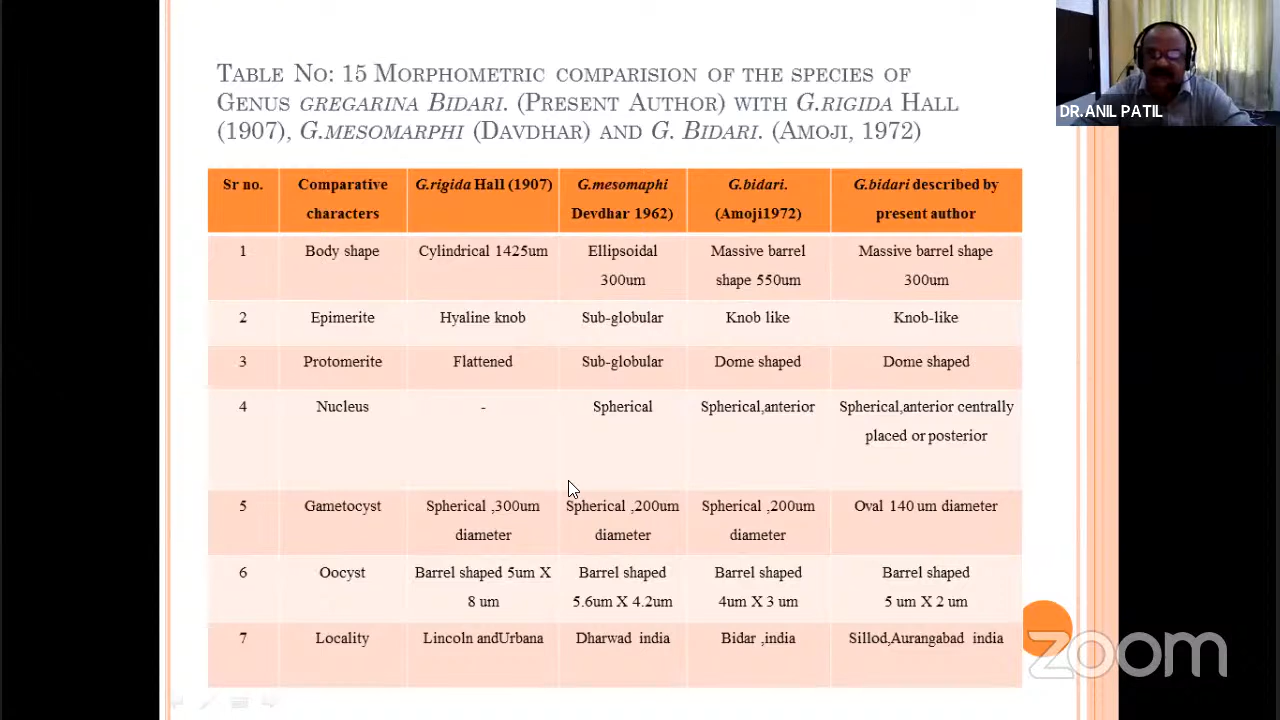 TABLE NO: 15 MORPHOMETRIC COMPARISION OF THE SPECIES OF
GENUS GREGARINA BIDARI. (PRESENT AUTHOR) WITH G.RIGIDA HALL
(1907), G.MESOMARPHI (DAVDHAR) AND G. BIDARI. (AMOJI, 1972)
DR.ANIL PATIL
Sr no. Comparative characters G.rigida Hall (1907) G.mesomaphi Devdhar 1962) G.bidari. (Amoji1972) G.bidari described by present author
1 Body shape Cylindrical 1425um Ellipsoidal 300um Massive barrel shape 550um Massive barrel shape 300um
2 Epimerite Hyaline knob Sub-globular Knob like Knob-like
3 Protomerite Flattened Sub-globular Dome shaped Dome shaped
4 Nucleus - Spherical Spherical,anterior Spherical,anterior centrally placed or posterior
5 Gametocyst Spherical ,300um diameter Spherical ,200um diameter Spherical ,200um diameter Oval 140 um diameter
6 Oocyst Barrel shaped 5um X 8 um Barrel shaped 5.6um X 4.2um Barrel shaped 4um X 3 um Barrel shaped 5 um X 2 um
7 Locality Lincoln andUrbana Dharwad india Bidar ,india Sillod,Aurangabad india
zoom